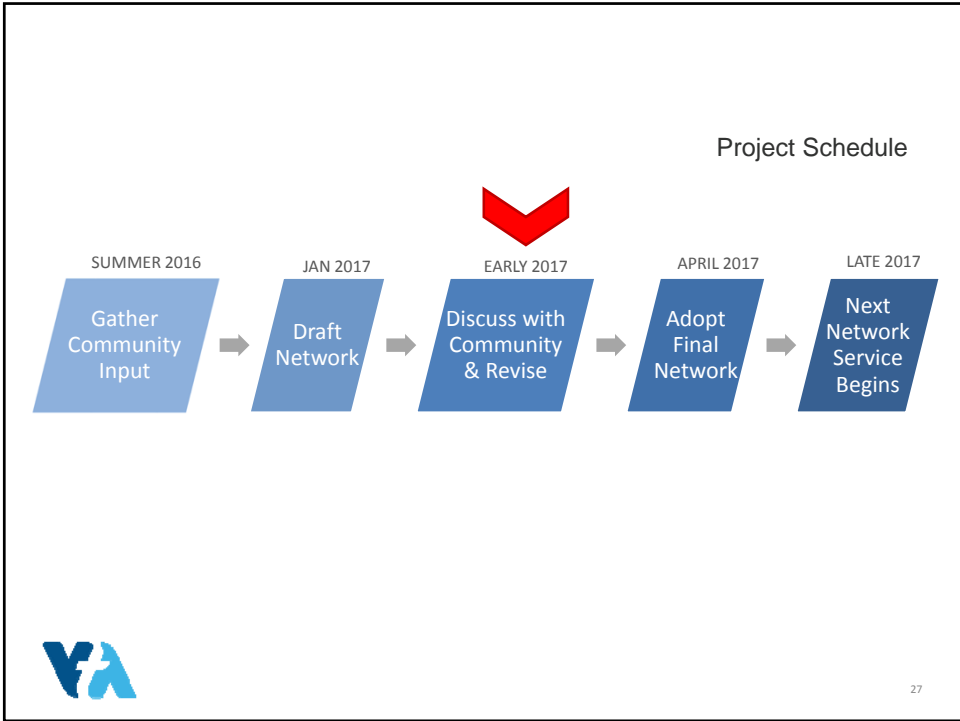 Project Schedule
SUMMER 2016
Gather
Community
Input
JAN 2017
Draft
Network
EARLY 2017
Discuss with
Community
& Revise
APRIL 2017
Adopt
Final
Network
LATE 2017
Next
Network
Service
Begins
VTA
27